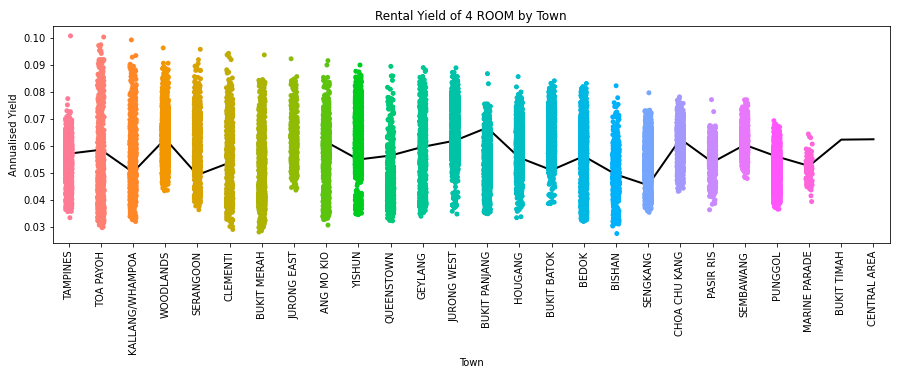 Rental Yield of 4 ROOM by Town
Annualised Yield
0.10
0.09
0.08
0.07
0.06
0.05
0.04
0.03
TAMPINES
TOA PAYOH
KALLANG/WHAMPOA
WOODLANDS
SERANGOON
CLEMENTI
BUKIT MERAH
JURONG EAST
ANG MO KIO
YISHUN
QUEENSTOWN
GEYLANG
JURONG WEST
BUKIT PANJANG
HOUGANG
BUKIT BATOK
BEDOK
BISHAN
SENGKANG
CHOA CHU KANG
PASIR RIS
SEMBAWANG
PUNGGOL
MARINE PARADE
BUKIT TIMAH
CENTRAL AREA
Town